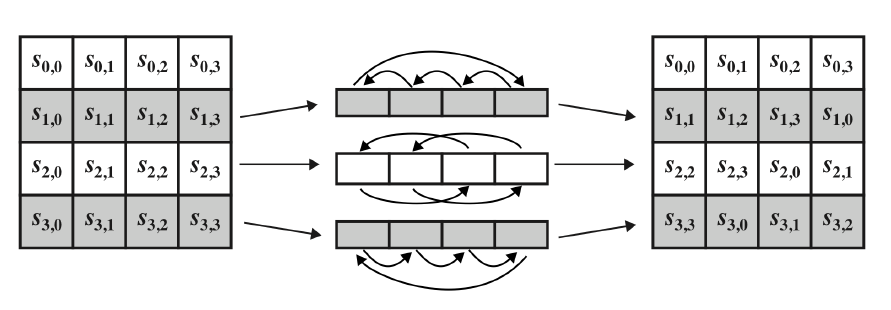 s0,0 s0,1 s0,2 s0,3 s0,0 s0,1 s0,2 s0,3
s1,0 s1,1 s1,2 s1,3 s1,1 s1,2 s1,3 s1,0
s2,0 s2,1 s2,2 s2,3 s2,2 s2,3 s2,0 s2,1
s3,0 s3,1 s3,2 s3,3 s3,3 s3,0 s3,1 s3,2